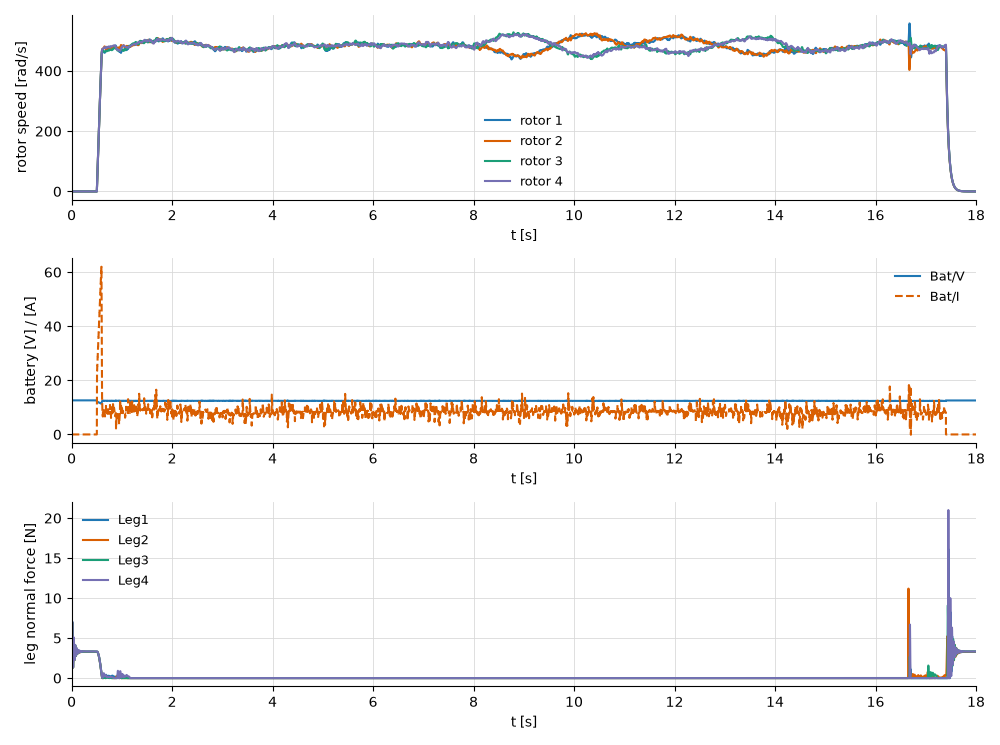 rotor speed [rad/s]
400
200
0
rotor 1
rotor 2
rotor 3
rotor 4
0 2 4 6 8 10 12 14 16 18
t [s]
battery [V] / [A]
60
40
20
0
Bat/V
Bat/I
0 2 4 6 8 10 12 14 16 18
t [s]
leg normal force [N]
20
15
10
5
0
Leg1
Leg2
Leg3
Leg4
0 2 4 6 8 10 12 14 16 18
t [s]